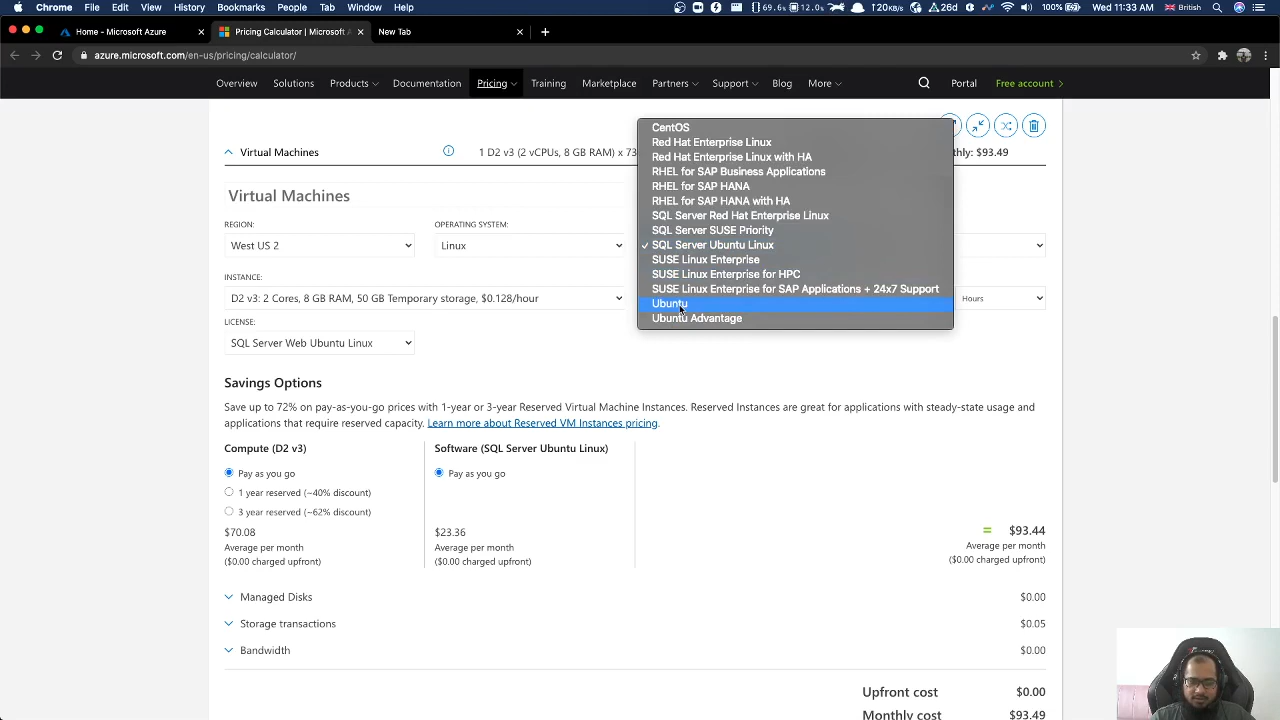 Chrome File Edit View History Bookmarks People Tab Window Help
69.6% 12.0% 120KB/s 26d 100% Wed 11:33 AM British
Home - Microsoft Azure
Pricing Calculator | Microsoft A
New Tab
azure.microsoft.com/en-us/pricing/calculator/
Overview Solutions Products Documentation Pricing Training Marketplace Partners Support Blog More Portal Free account
Virtual Machines
1 D2 v3 (2 vCPUs, 8 GB RAM) x 73
hly: $93.49
Virtual Machines
REGION:
West US 2
OPERATING SYSTEM:
Linux
CentOS
Red Hat Enterprise Linux
Red Hat Enterprise Linux with HA
RHEL for SAP Business Applications
RHEL for SAP HANA
RHEL for SAP HANA with HA
SQL Server Red Hat Enterprise Linux
SQL Server SUSE Priority
✓ SQL Server Ubuntu Linux
SUSE Linux Enterprise
SUSE Linux Enterprise for HPC
SUSE Linux Enterprise for SAP Applications + 24x7 Support
Ubuntu
Ubuntu Advantage
INSTANCE:
D2 v3: 2 Cores, 8 GB RAM, 50 GB Temporary storage, $0.128/hour
Hours
LICENSE:
SQL Server Web Ubuntu Linux
Savings Options
Save up to 72% on pay-as-you-go prices with 1-year or 3-year Reserved Virtual Machine Instances. Reserved Instances are great for applications with steady-state usage and
applications that require reserved capacity. Learn more about Reserved VM Instances pricing.
Compute (D2 v3)
Pay as you go
1 year reserved (~40% discount)
3 year reserved (~62% discount)
$70.08
Average per month
($0.00 charged upfront)
Software (SQL Server Ubuntu Linux)
Pay as you go
$23.36
Average per month
($0.00 charged upfront)
= $93.44
Average per month
($0.00 charged upfront)
Managed Disks $0.00
Storage transactions $0.05
Bandwidth $0.00
Upfront cost $0.00
Monthly cost $93.49